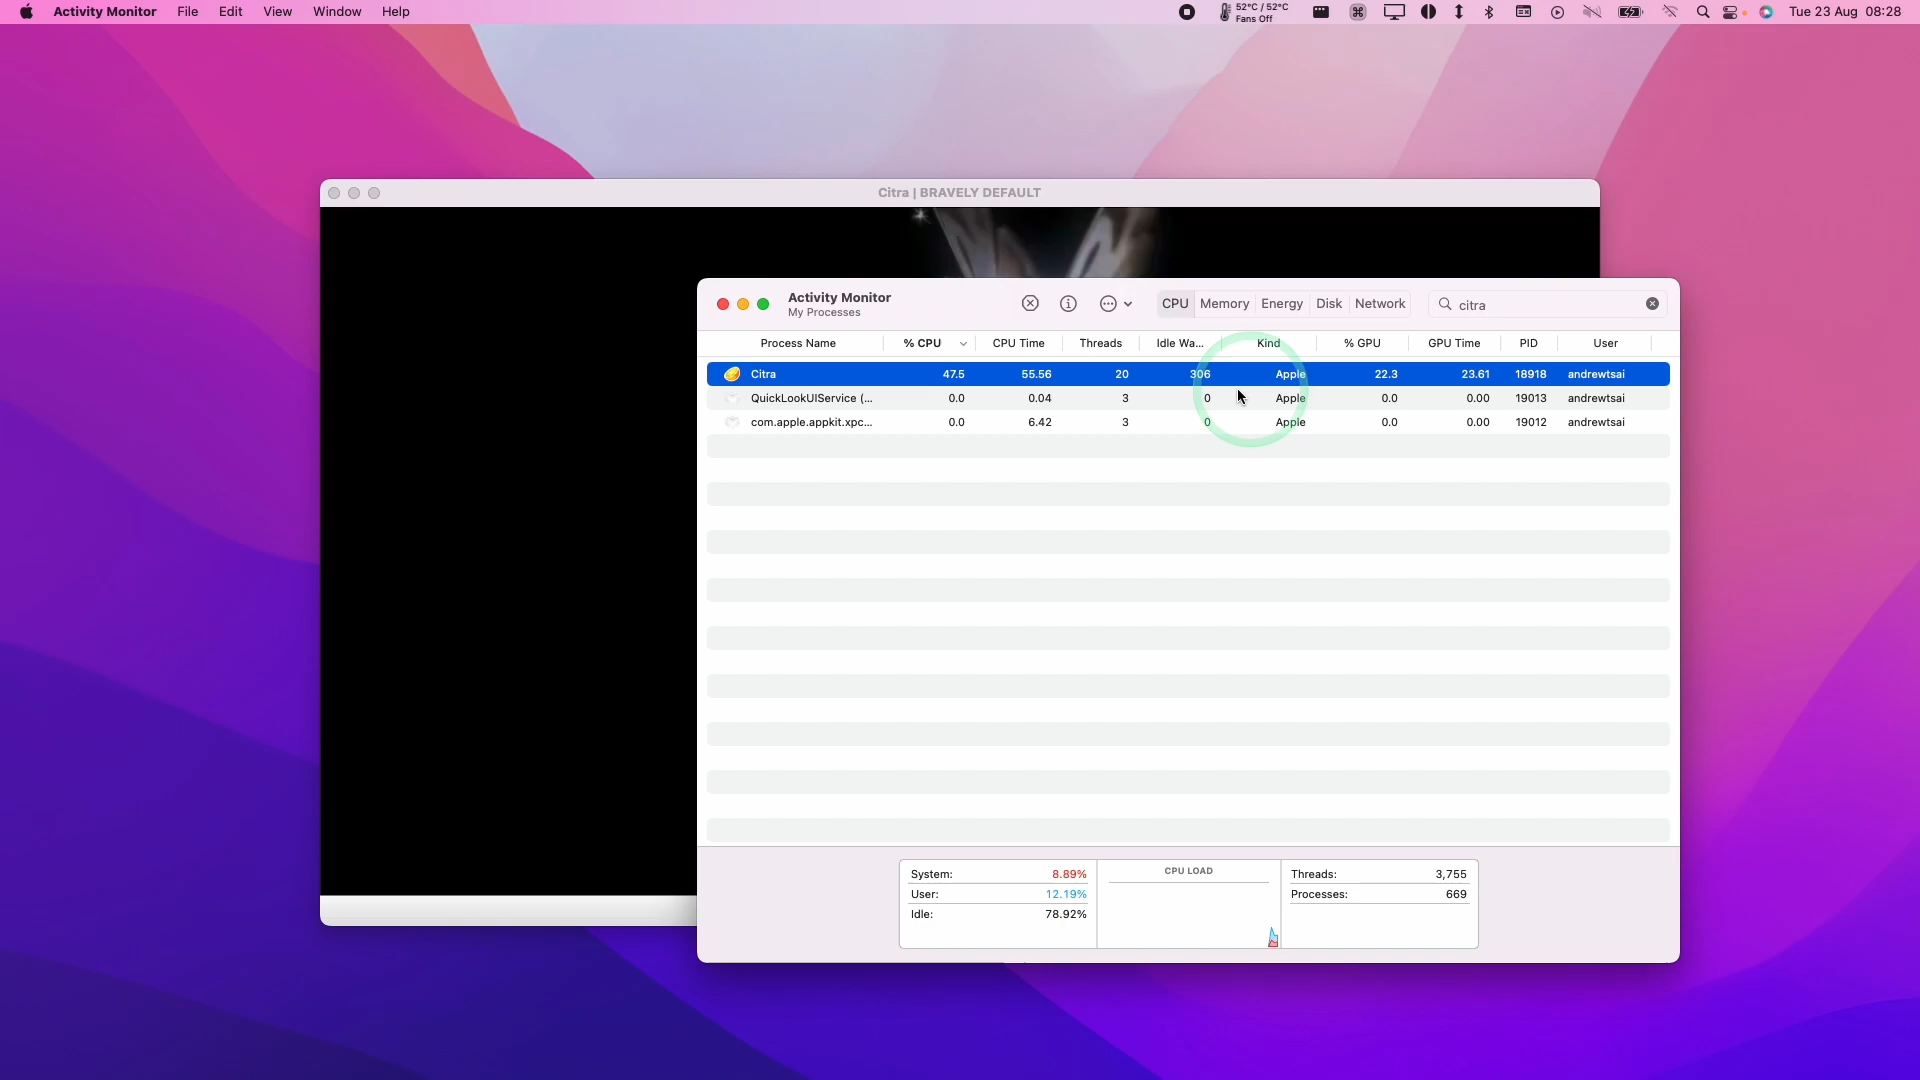 Activity Monitor File Edit View Window Help 52°C / 52°C Fans Off Tue 23 Aug 08:28
Citra | BRAVELY DEFAULT
Activity Monitor
My Processes
CPU Memory Energy Disk Network citra
Process Name % CPU CPU Time Threads Idle Wa... Kind % GPU GPU Time PID User
Citra 47.5 55.56 20 306 Apple 22.3 23.61 18918 andrewtsai
QuickLookUIService (... 0.0 0.04 3 0 Apple 0.0 0.00 19013 andrewtsai
com.apple.appkit.xpc... 0.0 6.42 3 0 Apple 0.0 0.00 19012 andrewtsai
System: 8.89% CPU LOAD Threads: 3,755
User: 12.19% Processes: 669
Idle: 78.92%